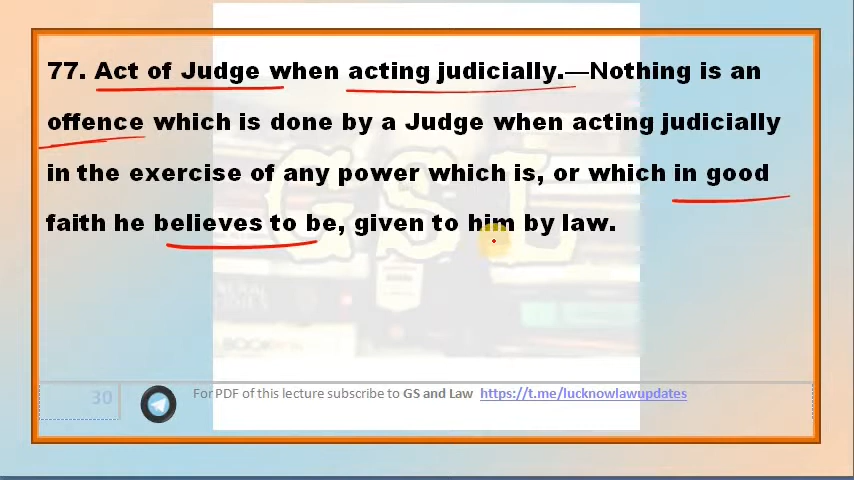 77. Act of Judge when acting judicially.—Nothing is an
offence which is done by a Judge when acting judicially
in the exercise of any power which is, or which in good
faith he believes to be, given to him by law.
GSL
30
For PDF of this lecture subscribe to GS and Law https://t.me/lucknowlawupdates